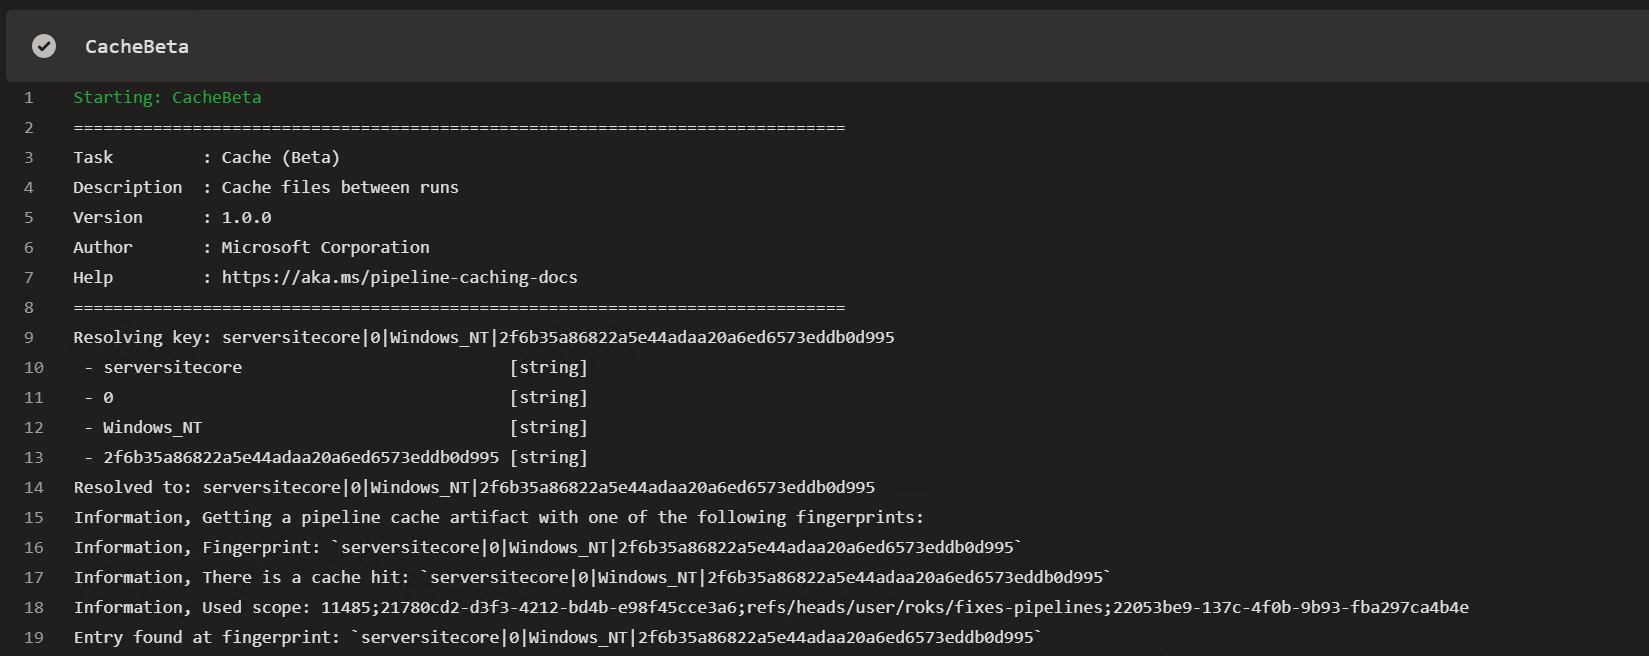 CacheBeta
1 Starting: CacheBeta
2 ==============================================================================
3 Task         : Cache (Beta)
4 Description  : Cache files between runs
5 Version      : 1.0.0
6 Author       : Microsoft Corporation
7 Help         : https://aka.ms/pipeline-caching-docs
8 ==============================================================================
9 Resolving key: serversitecore|0|Windows_NT|2f6b35a86822a5e44adaa20a6ed6573eddb0d995
10  - serversitecore                           [string]
11  - 0                                        [string]
12  - Windows_NT                               [string]
13  - 2f6b35a86822a5e44adaa20a6ed6573eddb0d995 [string]
14 Resolved to: serversitecore|0|Windows_NT|2f6b35a86822a5e44adaa20a6ed6573eddb0d995
15 Information, Getting a pipeline cache artifact with one of the following fingerprints:
16 Information, Fingerprint: `serversitecore|0|Windows_NT|2f6b35a86822a5e44adaa20a6ed6573eddb0d995`
17 Information, There is a cache hit: `serversitecore|0|Windows_NT|2f6b35a86822a5e44adaa20a6ed6573eddb0d995`
18 Information, Used scope: 11485;21780cd2-d3f3-4212-bd4b-e98f45cce3a6;refs/heads/user/roks/fixes-pipelines;22053be9-137c-4f0b-9b93-fba297ca4b4e
19 Entry found at fingerprint: `serversitecore|0|Windows_NT|2f6b35a86822a5e44adaa20a6ed6573eddb0d995`